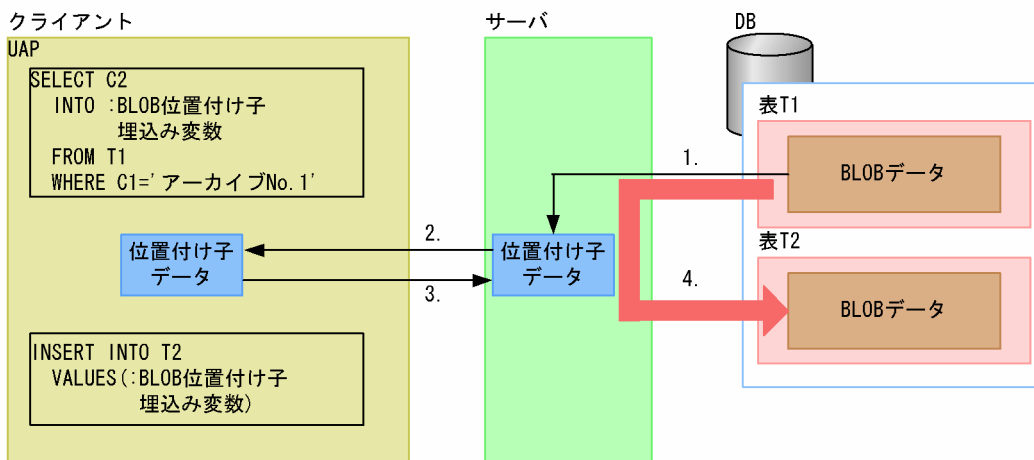 クライアント
サーバ
DB
UAP
SELECT C2
INTO :BLOB位置付け子
埋込み変数
FROM T1
WHERE C1='アーカイブNo.1'
表T1
1.
BLOBデータ
2.
位置付け子
データ
位置付け子
データ
3.
表T2
4.
BLOBデータ
INSERT INTO T2
VALUES(:BLOB位置付け子
埋込み変数)